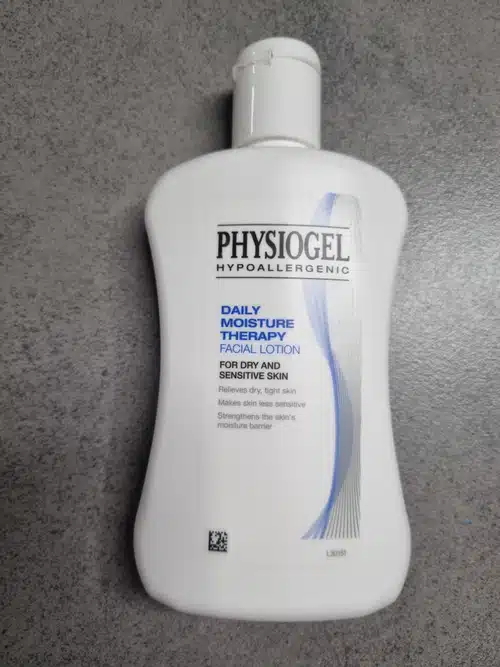 PHYSIOGEL
HYPOALLERGENIC
DAILY
MOISTURE
THERAPY
FACIAL LOTION
FOR DRY AND
SENSITIVE SKIN
Relieves dry, tight skin
Makes skin less sensitive
Strengthens the skin's
moisture barrier